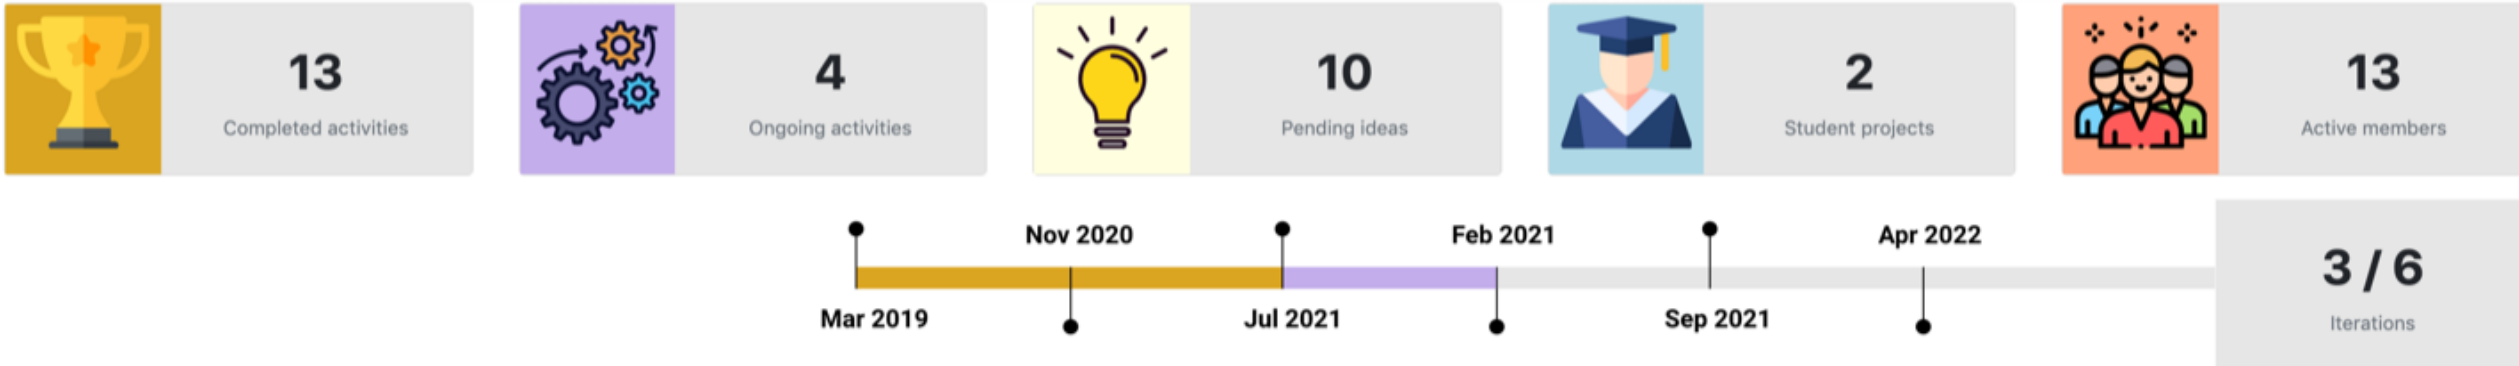 13
Completed activities
4
Ongoing activities
10
Pending ideas
2
Student projects
13
Active members
Nov 2020
Feb 2021
Apr 2022
Mar 2019
Jul 2021
Sep 2021
3 / 6
Iterations